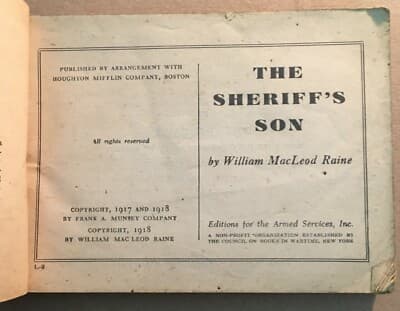 PUBLISHED BY ARRANGEMENT WITH
HOUGHTON MIFFLIN COMPANY, BOSTON
All rights reserved
COPYRIGHT, 1917 AND 1918
BY FRANK A. MUNSEY COMPANY
COPYRIGHT, 1918
BY WILLIAM MAC LEOD RAINE
THE
SHERIFF'S
SON
by William MacLeod Raine
Editions for the Armed Services, Inc.
A NON-PROFIT ORGANIZATION ESTABLISHED BY
THE COUNCIL ON BOOKS IN WARTIME, NEW YORK